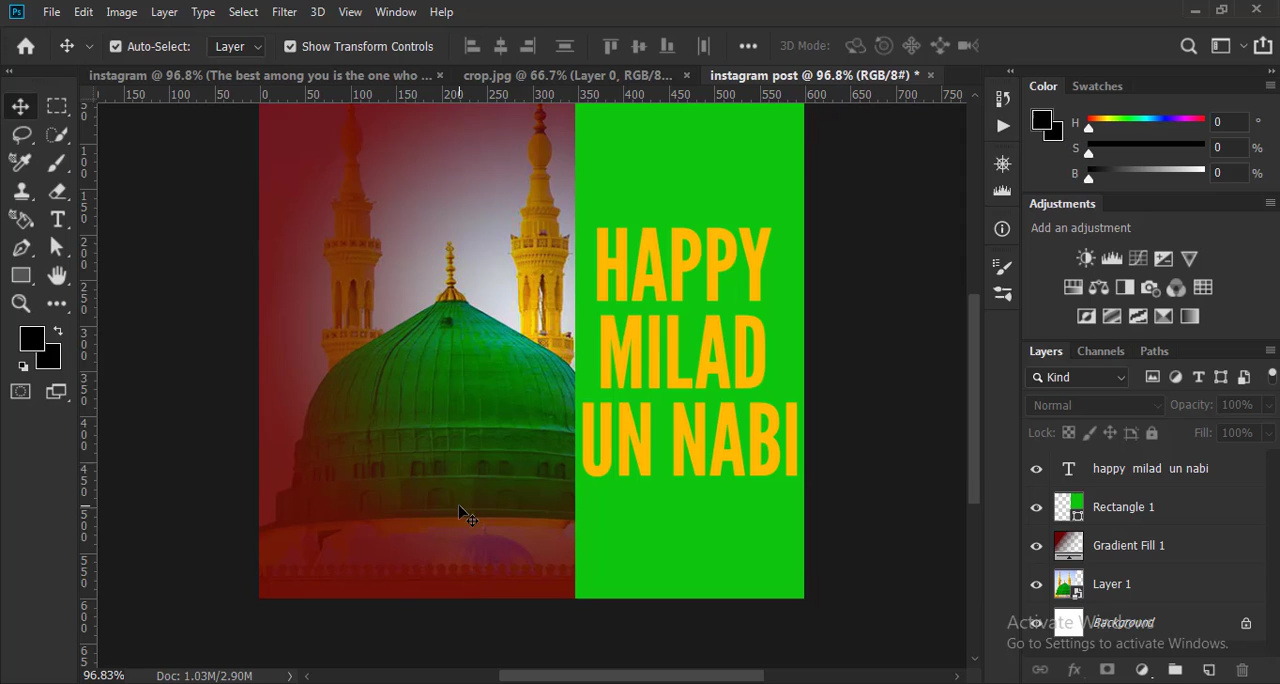 Ps File Edit Image Layer Type Select Filter 3D View Window Help
Auto-Select: Layer Show Transform Controls 3D Mode:
instagram @ 96.8% (The best among you is the one who ... × crop.jpg @ 66.7% (Layer 0, RGB/8... × instagram post @ 96.8% (RGB/8#) * ×
150 100 50 0 50 100 150 200 250 300 350 400 450 500 550 600 650 700 750
Color Swatches
H 0 °
S 0 %
B 0 %
Adjustments
Add an adjustment
HAPPY
MILAD
UN NABI
Layers Channels Paths
Kind
Normal Opacity: 100%
Lock: Fill: 100%
happy milad un nabi
Rectangle 1
Gradient Fill 1
Layer 1
Background
Activate Windows
Go to Settings to activate Windows.
96.83% Doc: 1.03M/2.90M